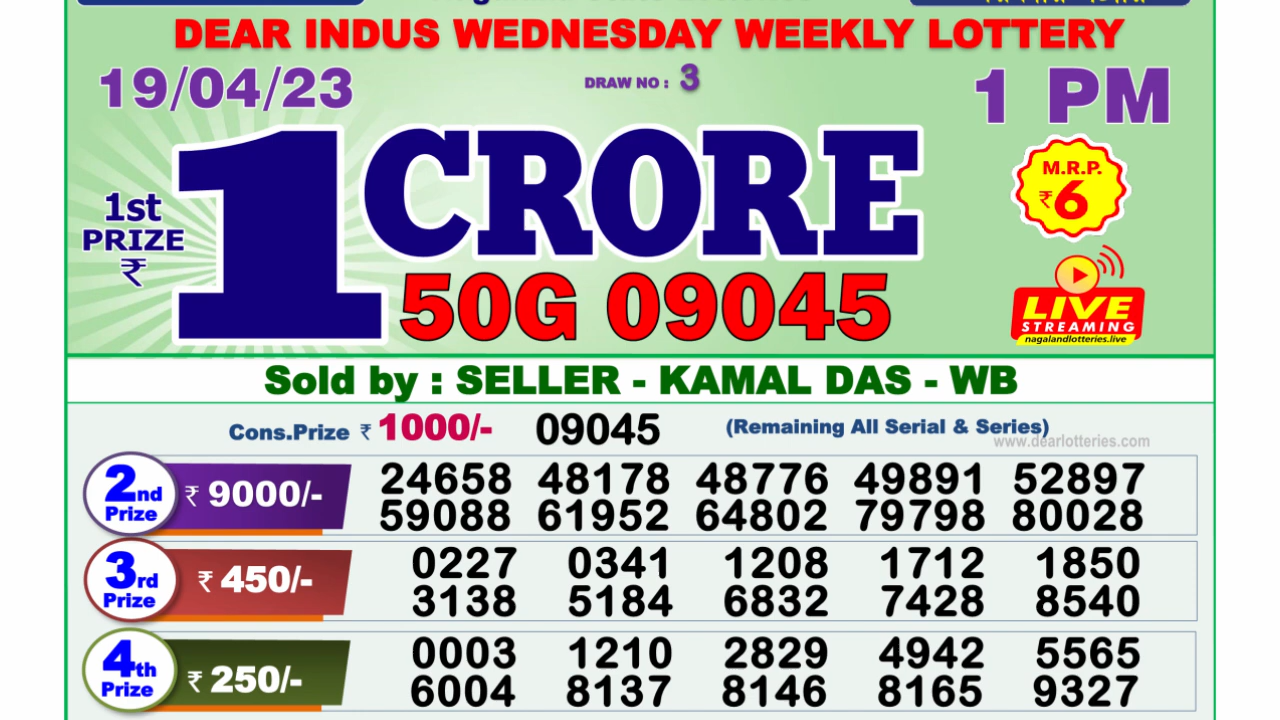 DEAR INDUS WEDNESDAY WEEKLY LOTTERY
19/04/23
DRAW NO : 3
1 PM
1st PRIZE ₹
1 CRORE
50G 09045
M.R.P.
₹6
LIVE
STREAMING
nagalandlotteries.live
Sold by : SELLER - KAMAL DAS - WB
Cons.Prize ₹ 1000/- 09045 (Remaining All Serial & Series)
www.dearlotteries.com
2nd Prize ₹ 9000/-
24658 48178 48776 49891 52897
59088 61952 64802 79798 80028
3rd Prize ₹ 450/-
0227 0341 1208 1712 1850
3138 5184 6832 7428 8540
4th Prize ₹ 250/-
0003 1210 2829 4942 5565
6004 8137 8146 8165 9327